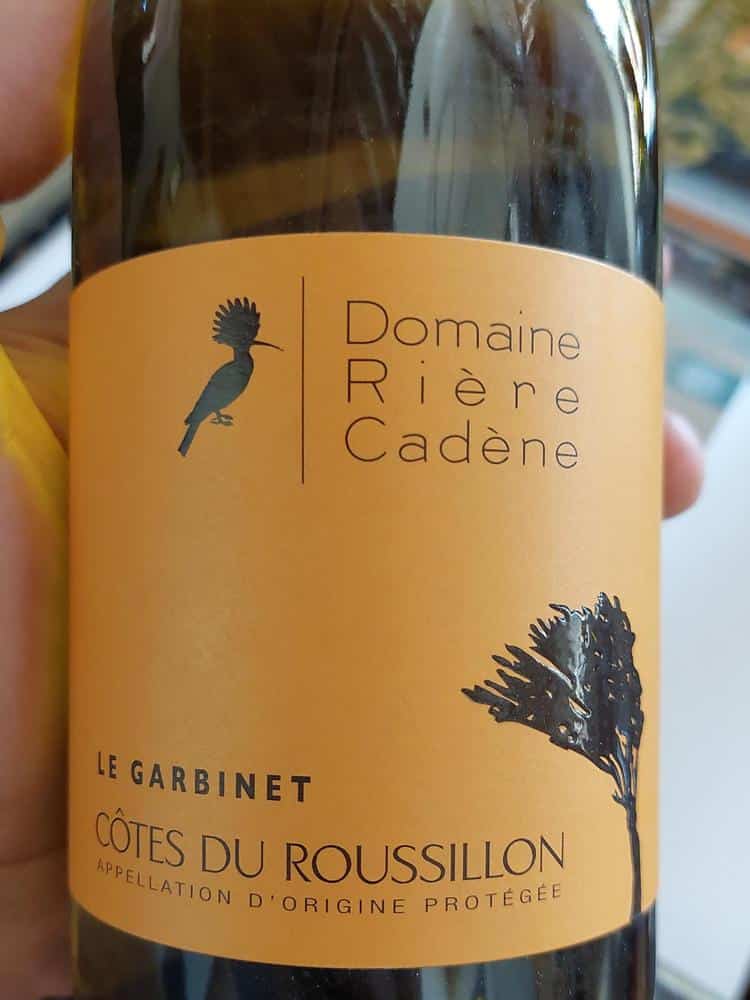 Domaine
Rière
Cadène
LE GARBINET
CÔTES DU ROUSSILLON
APPELLATION D'ORIGINE PROTÉGÉE